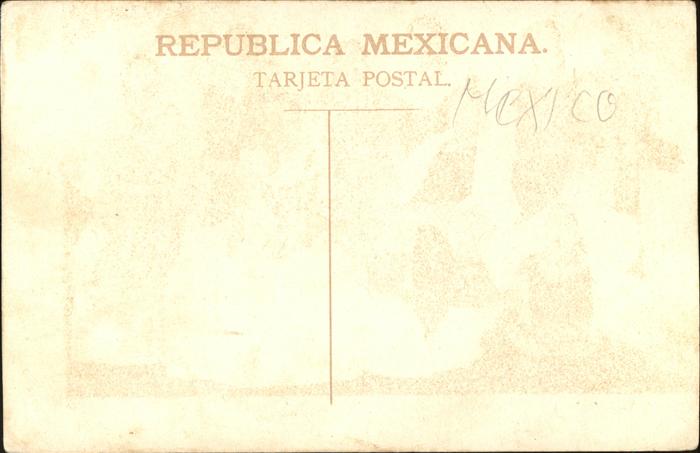 REPUBLICA MEXICANA.
TARJETA POSTAL.
MEXICO